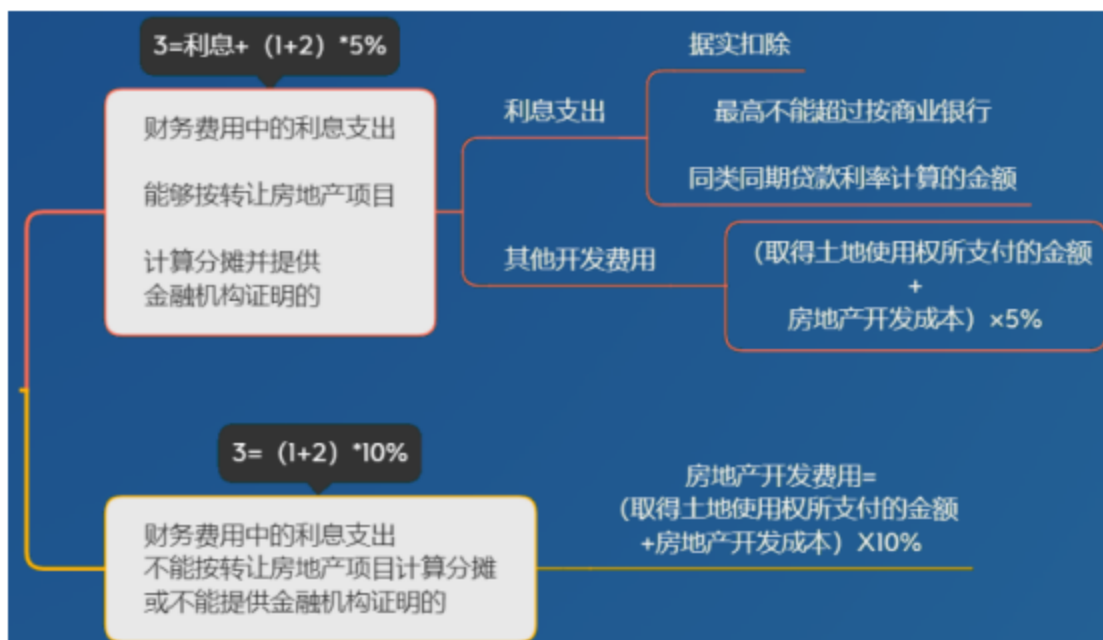 3=利息+（1+2）*5%
财务费用中的利息支出
能够按转让房地产项目
计算分摊并提供
金融机构证明的
利息支出
据实扣除
最高不能超过按商业银行
同类同期贷款利率计算的金额
其他开发费用
（取得土地使用权所支付的金额
+
房地产开发成本）×5%
3=（1+2）*10%
财务费用中的利息支出
不能按转让房地产项目计算分摊
或不能提供金融机构证明的
房地产开发费用=
（取得土地使用权所支付的金额
+房地产开发成本）X10%